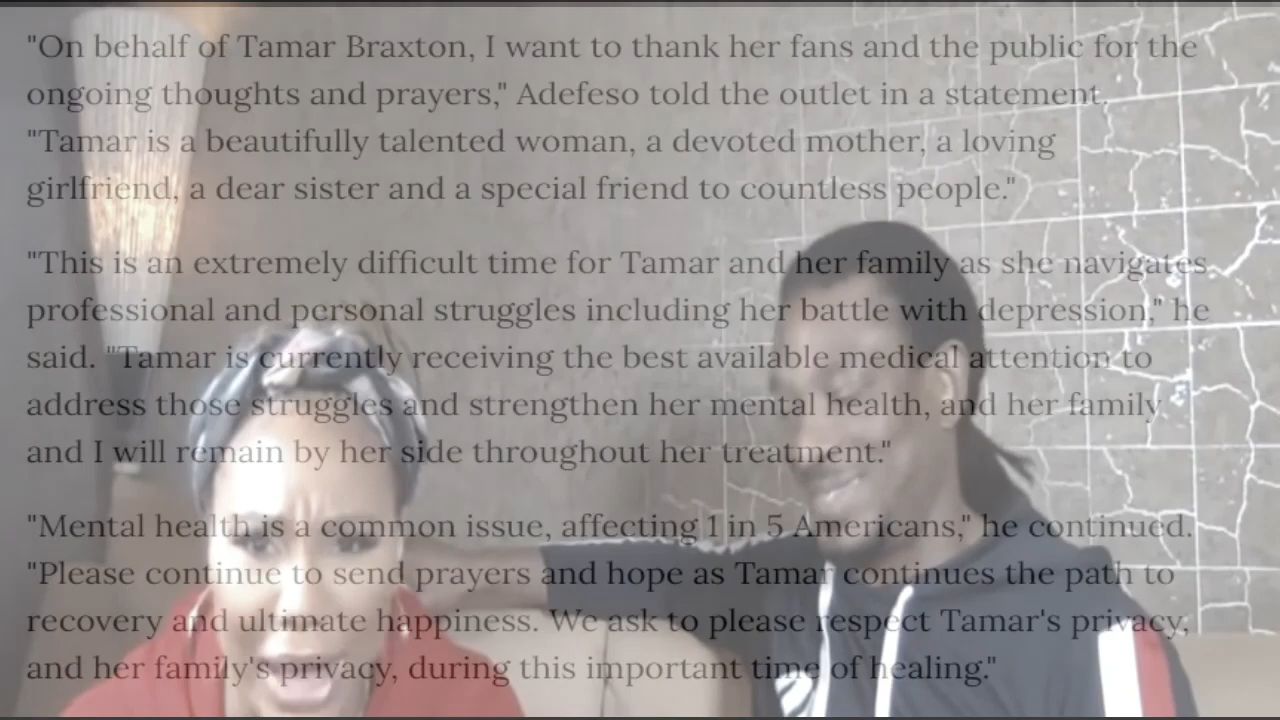 "On behalf of Tamar Braxton, I want to thank her fans and the public for the
ongoing thoughts and prayers," Adefeso told the outlet in a statement.
"Tamar is a beautifully talented woman, a devoted mother, a loving
girlfriend, a dear sister and a special friend to countless people."
"This is an extremely difficult time for Tamar and her family as she navigates
professional and personal struggles including her battle with depression," he
said. "Tamar is currently receiving the best available medical attention to
address those struggles and strengthen her mental health, and her family
and I will remain by her side throughout her treatment."
"Mental health is a common issue, affecting 1 in 5 Americans," he continued.
"Please continue to send prayers and hope as Tamar continues the path to
recovery and ultimate happiness. We ask to please respect Tamar's privacy,
and her family's privacy, during this important time of healing."